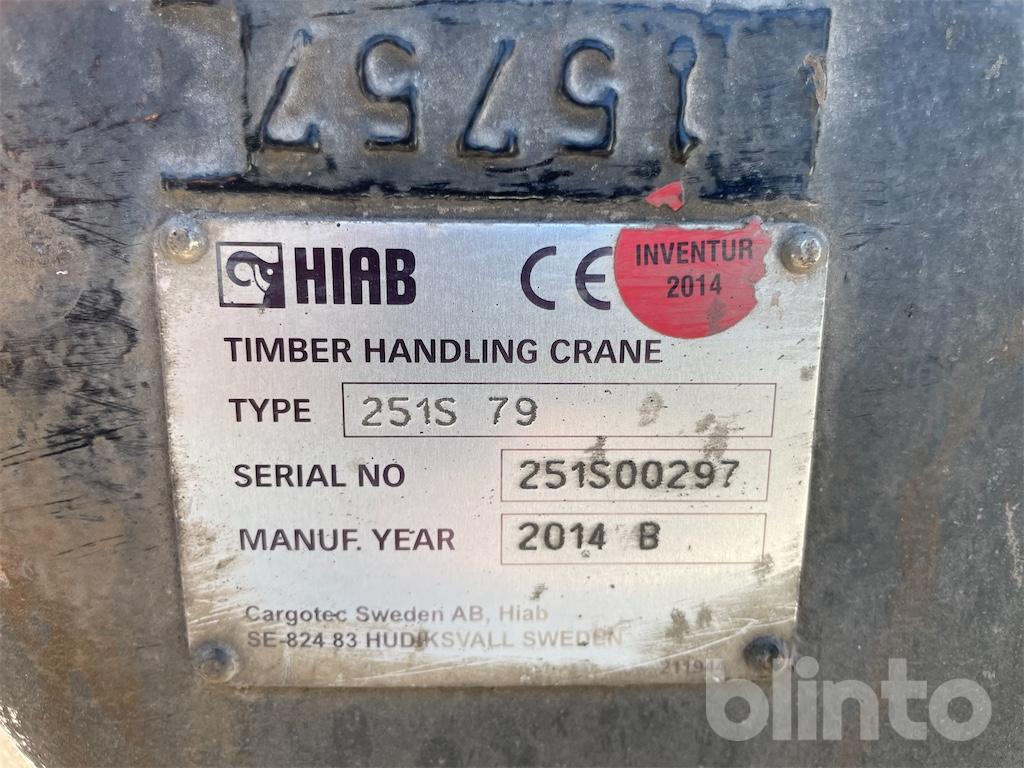 15757
HIAB CE INVENTUR
2014
TIMBER HANDLING CRANE
TYPE 251S 79
SERIAL NO 251S00297
MANUF. YEAR 2014 B
Cargotec Sweden AB, Hiab
SE-824 83 HUDIKSVALL SWEDEN
blinto